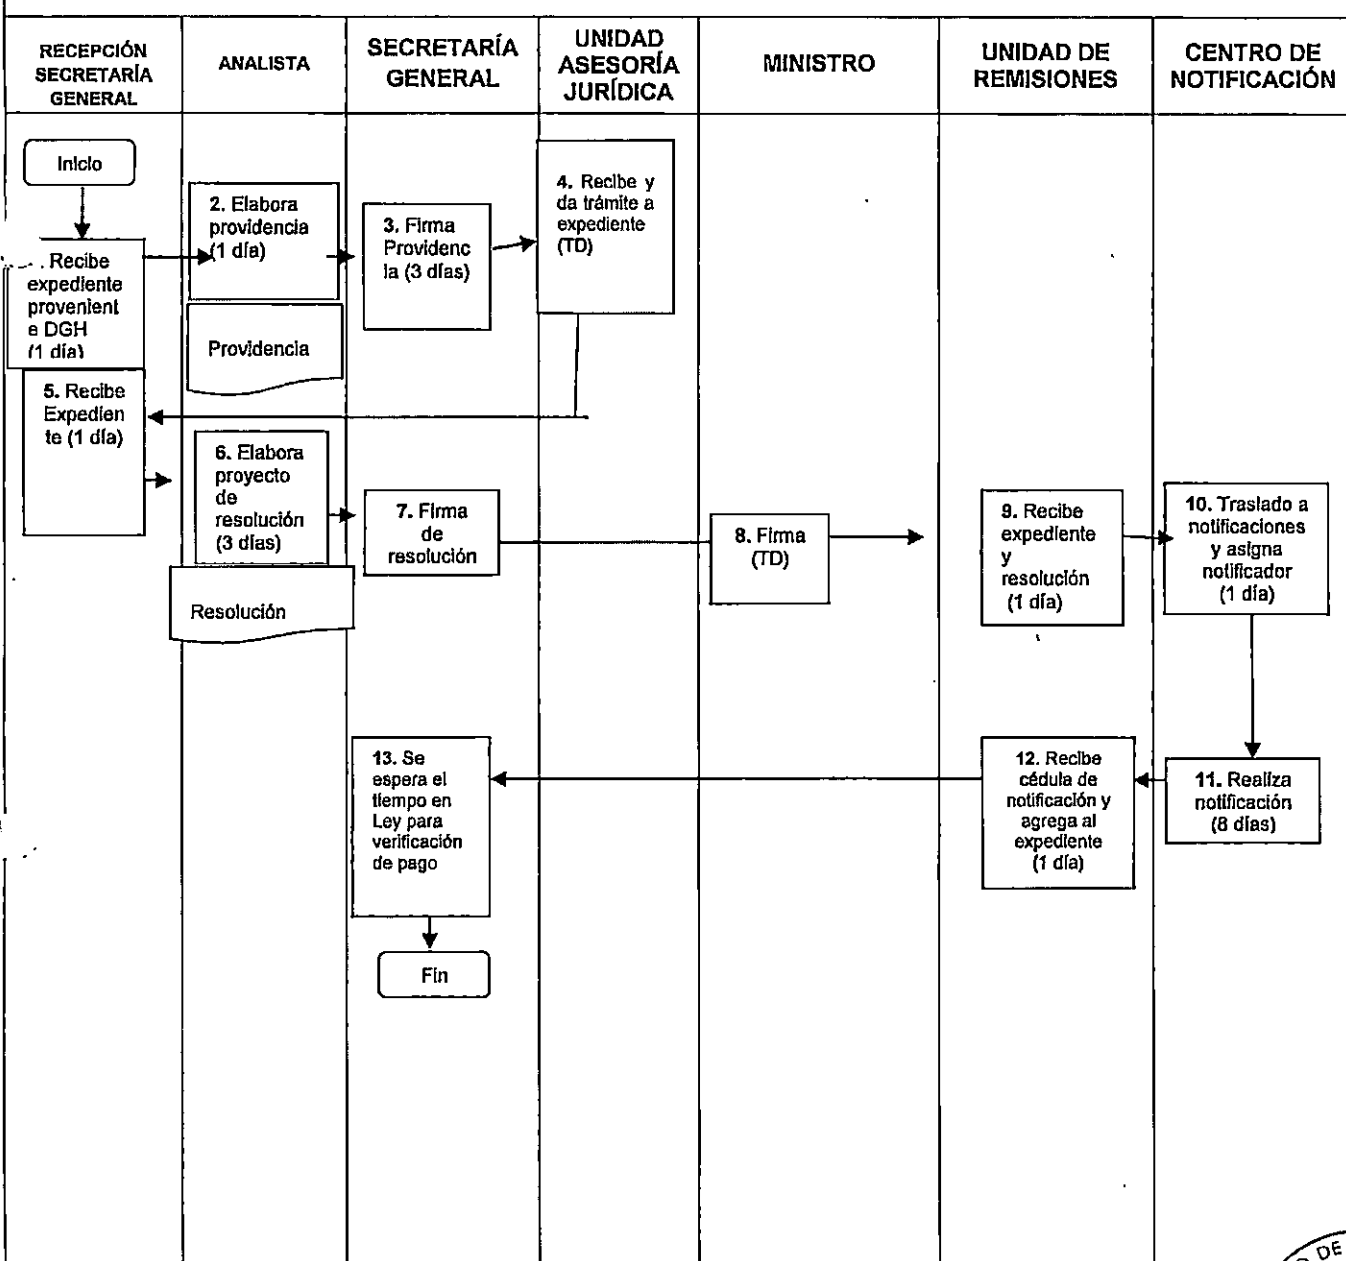 RECEPCIÓN
SECRETARÍA
GENERAL
ANALISTA
SECRETARÍA
GENERAL
UNIDAD
ASESORÍA
JURÍDICA
MINISTRO
UNIDAD DE
REMISIONES
CENTRO DE
NOTIFICACIÓN
Inicio
. Recibe
expediente
provenient
e DGH
(1 día)
2. Elabora
providencia
(1 día)
Providencia
3. Firma
Providenc
ia (3 días)
4. Recibe y
da trámite a
expediente
(TD)
5. Recibe
Expedien
te (1 día)
6. Elabora
proyecto
de
resolución
(3 días)
Resolución
7. Firma
de
resolución
8. Firma
(TD)
9. Recibe
expediente
y
resolución
(1 día)
10. Traslado a
notificaciones
y asigna
notificador
(1 día)
11. Realiza
notificación
(8 días)
12. Recibe
cédula de
notificación y
agrega al
expediente
(1 día)
13. Se
espera el
tiempo en
Ley para
verificación
de pago
Fin
DE